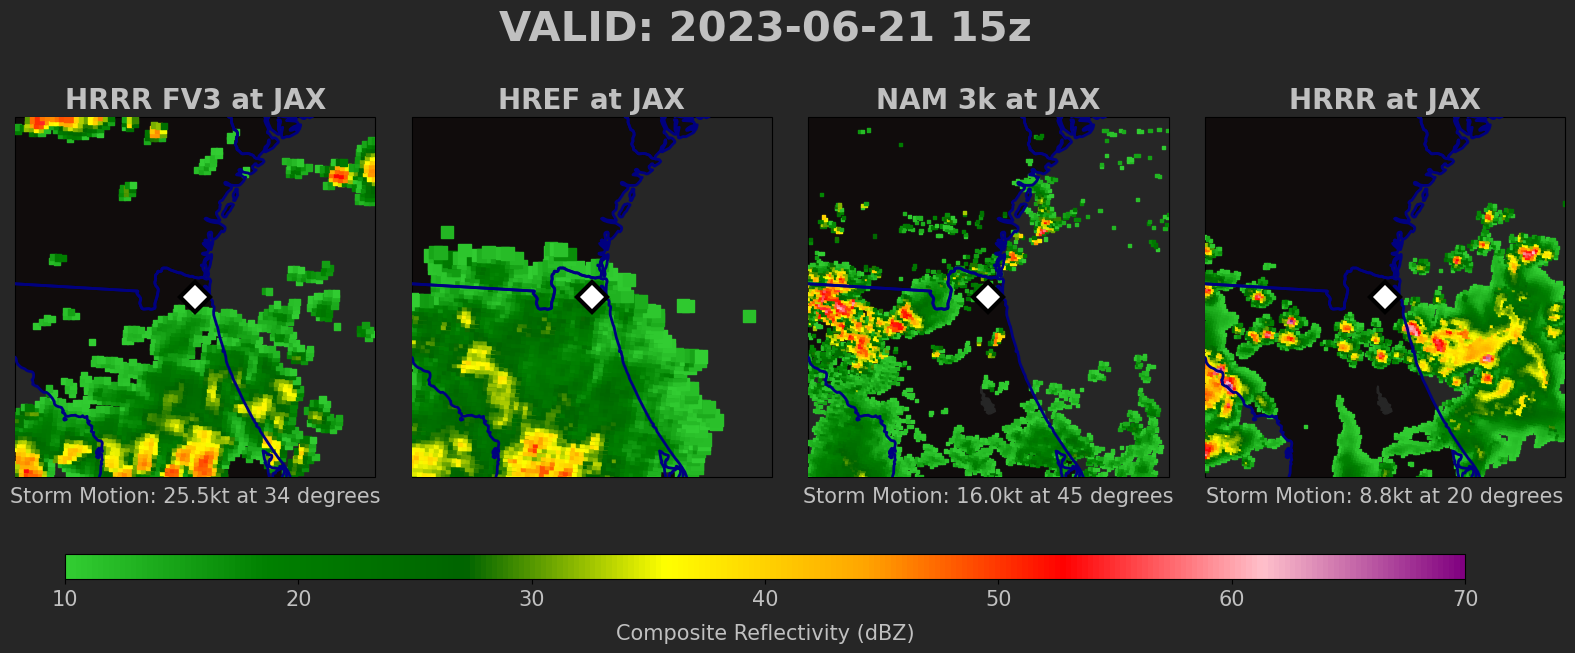 VALID: 2023-06-21 15z
HRRR FV3 at JAX
HREF at JAX
NAM 3k at JAX
HRRR at JAX
Storm Motion: 25.5kt at 34 degrees
Storm Motion: 16.0kt at 45 degrees
Storm Motion: 8.8kt at 20 degrees
10 20 30 40 50 60 70
Composite Reflectivity (dBZ)